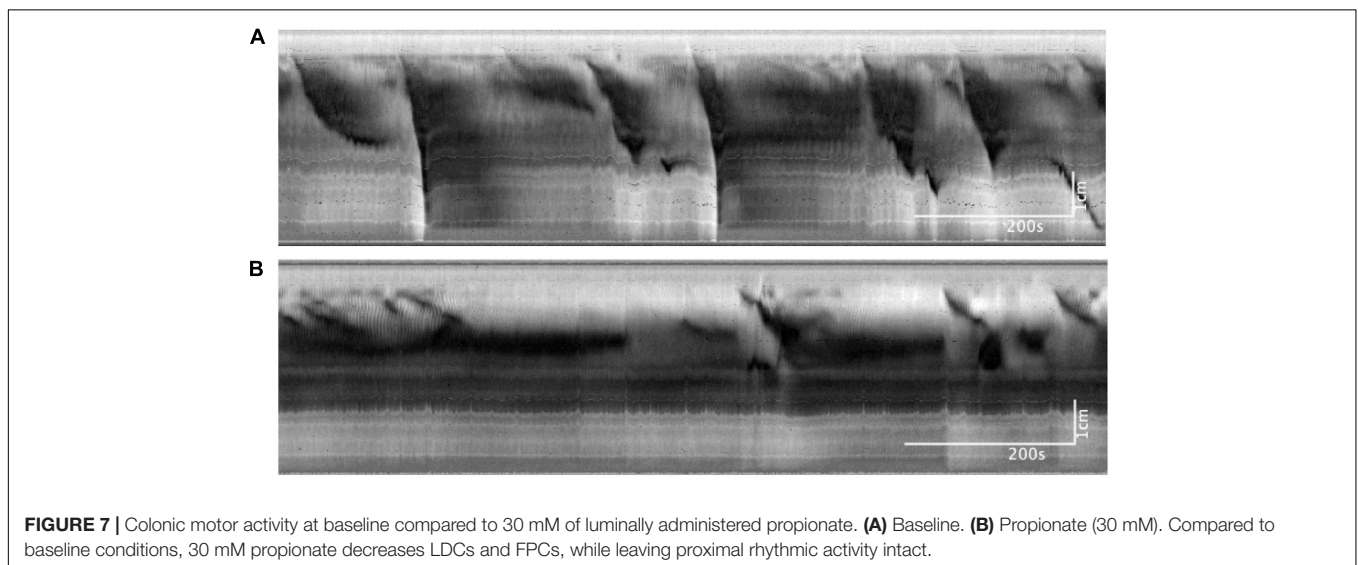 A
1cm
200s
B
1cm
200s
FIGURE 7 | Colonic motor activity at baseline compared to 30 mM of luminally administered propionate. (A) Baseline. (B) Propionate (30 mM). Compared to
baseline conditions, 30 mM propionate decreases LDCs and FPCs, while leaving proximal rhythmic activity intact.